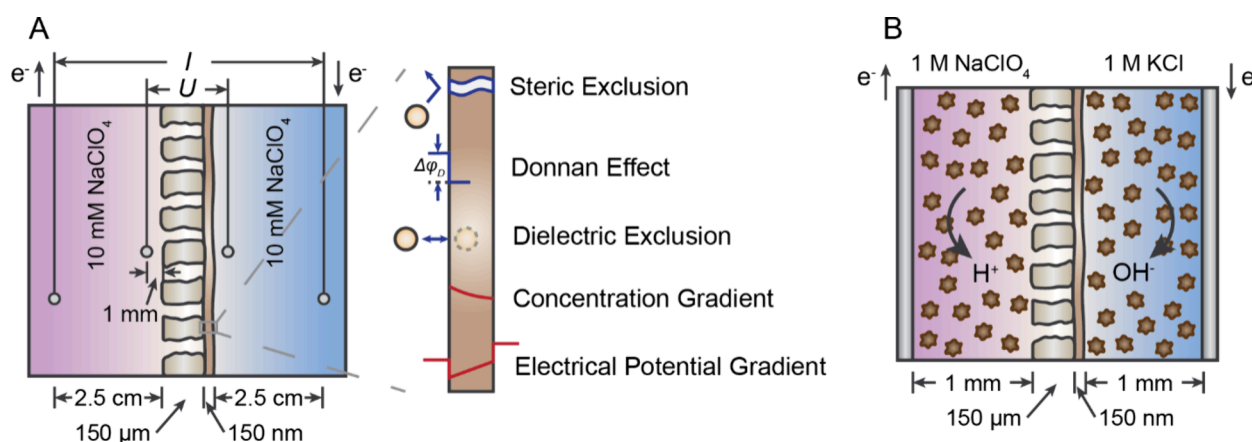 A
I
U
e⁻
e⁻
10 mM NaClO₄
10 mM NaClO₄
1 mm
2.5 cm
2.5 cm
150 µm
150 nm
Steric Exclusion
Δφ_D
Donnan Effect
Dielectric Exclusion
Concentration Gradient
Electrical Potential Gradient
B
1 M NaClO₄
1 M KCl
e⁻
e
H⁺
OH⁻
1 mm
1 mm
150 µm
150 nm